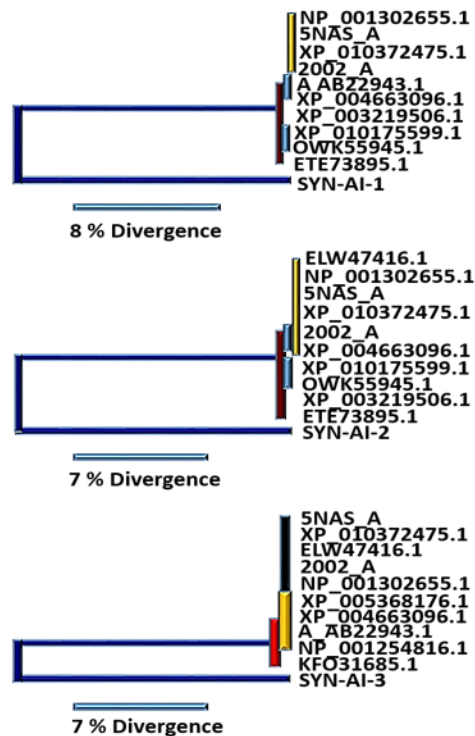 NP_001302655.1
5NAS_A
XP_010372475.1
2002_A
A AB22943.1
XP_004663096.1
XP_003219506.1
XP_010175599.1
OWK55945.1
ETE73895.1
SYN-AI-1
8 % Divergence
ELW47416.1
NP_001302655.1
5NAS_A
XP_010372475.1
2002_A
XP_004663096.1
XP_010175599.1
OWK55945.1
XP_003219506.1
ETE73895.1
SYN-AI-2
7 % Divergence
5NAS_A
XP_010372475.1
ELW47416.1
2002_A
NP_001302655.1
XP_005368176.1
XP_004663096.1
A_AB22943.1
NP_001254816.1
KFO31685.1
SYN-AI-3
7 % Divergence